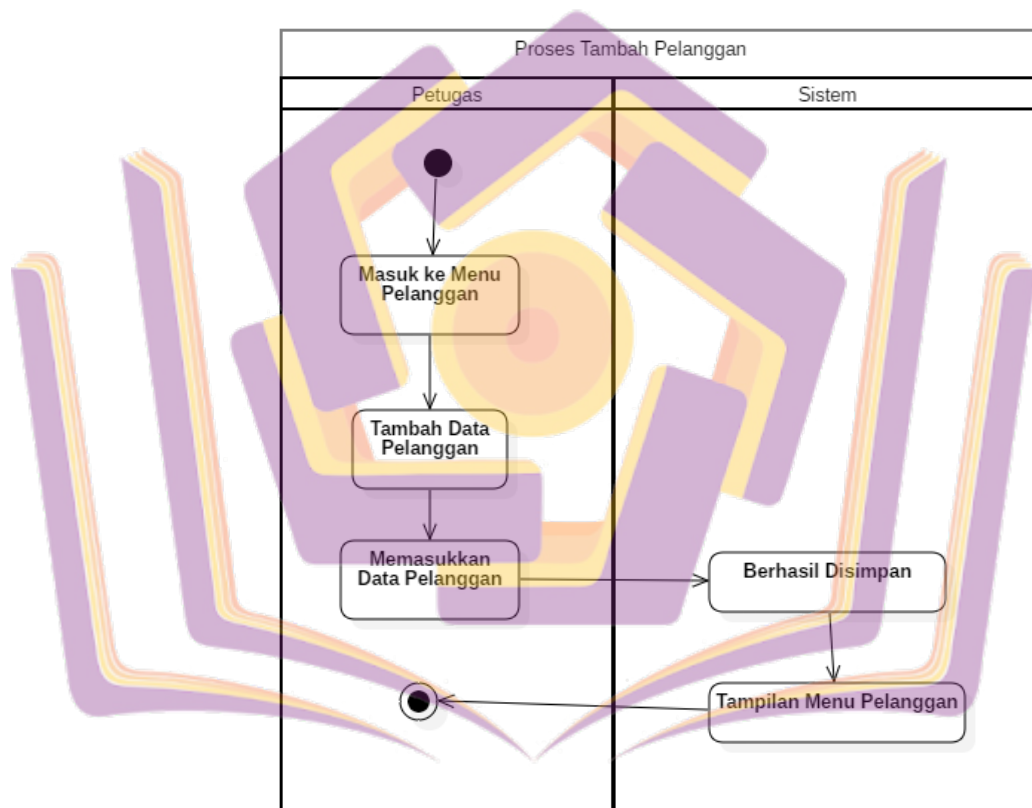 Proses Tambah Pelanggan
Petugas
Sistem
Masuk ke Menu
Pelanggan
Tambah Data
Pelanggan
Memasukkan
Data Pelanggan
Berhasil Disimpan
Tampilan Menu Pelanggan